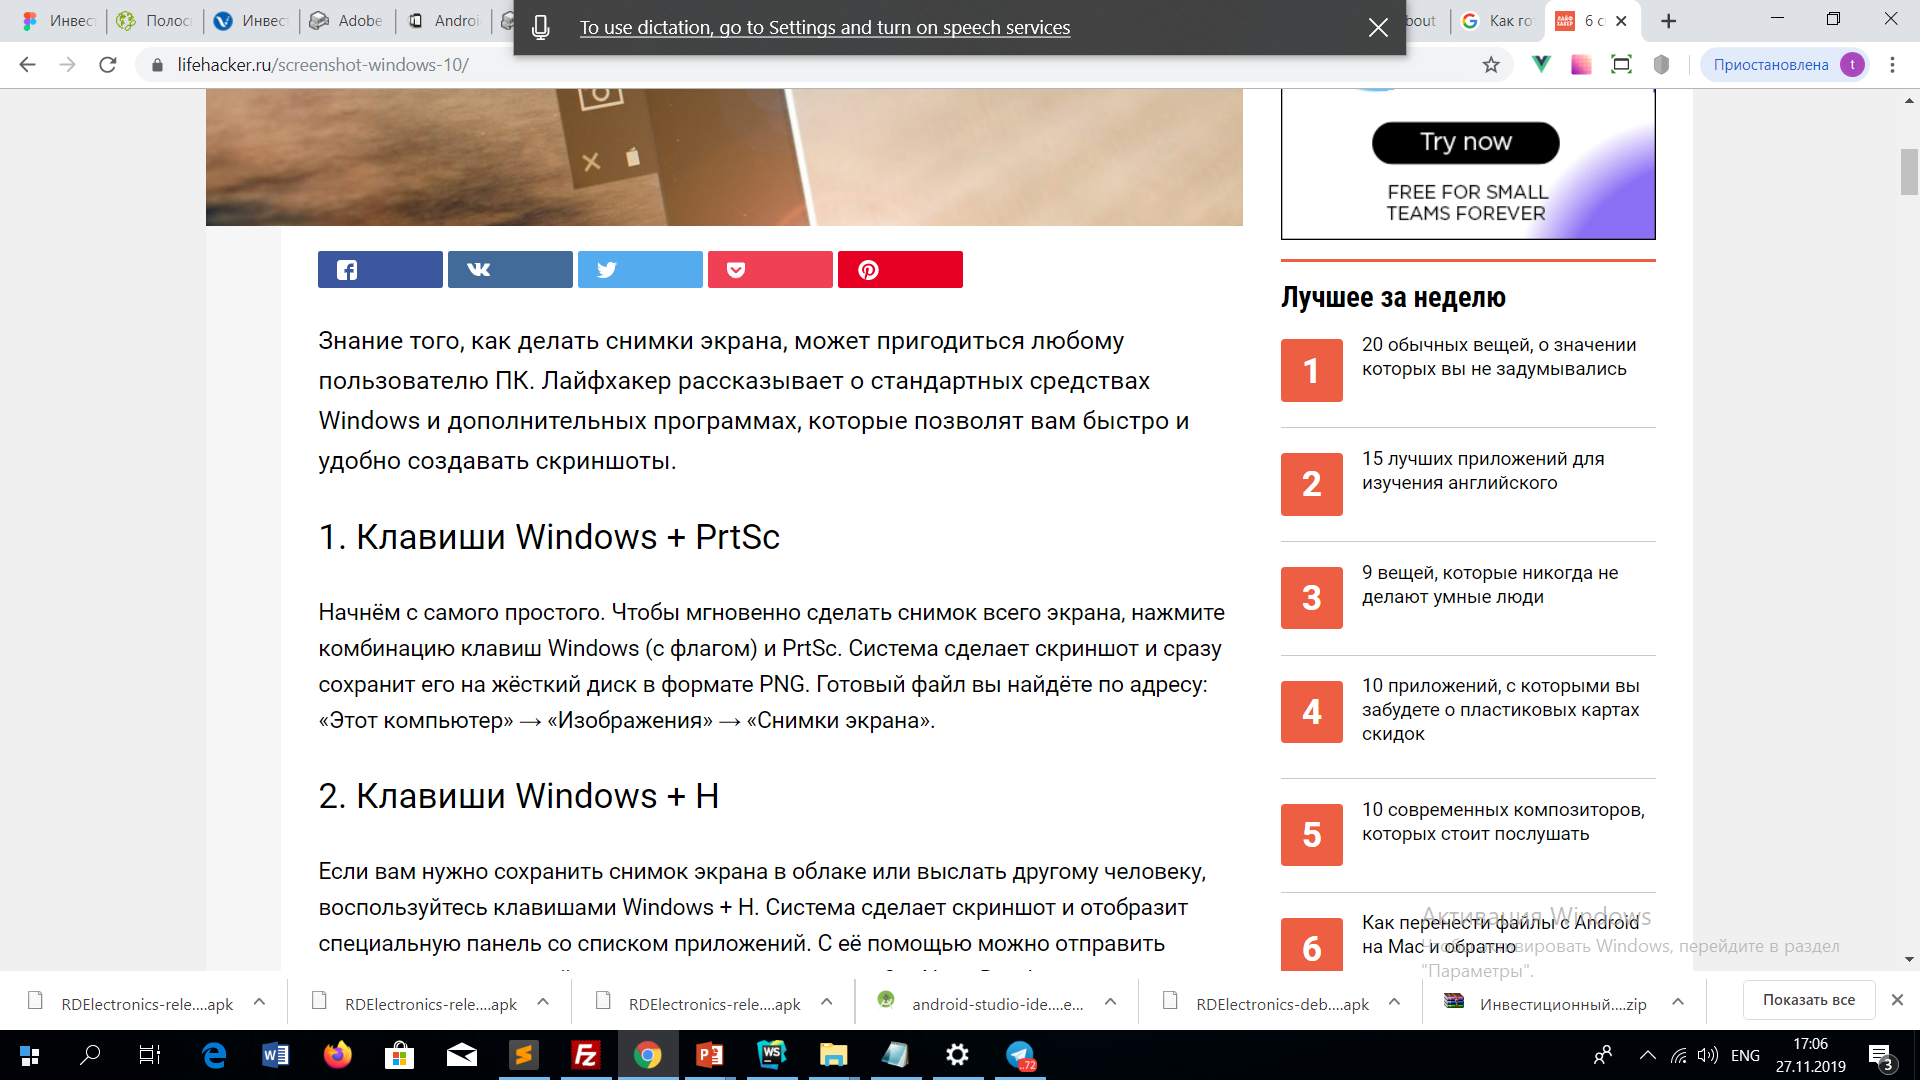 Инвес
Полос
Инвес
Adobe
Androi
bout
Как го
6 с
To use dictation, go to Settings and turn on speech services
lifehacker.ru/screenshot-windows-10/
Приостановлена
t
Try now
FREE FOR SMALL
TEAMS FOREVER
Знание того, как делать снимки экрана, может пригодиться любому
пользователю ПК. Лайфхакер рассказывает о стандартных средствах
Windows и дополнительных программах, которые позволят вам быстро и
удобно создавать скриншоты.
1. Клавиши Windows + PrtSc
Начнём с самого простого. Чтобы мгновенно сделать снимок всего экрана, нажмите
комбинацию клавиш Windows (с флагом) и PrtSc. Система сделает скриншот и сразу
сохранит его на жёсткий диск в формате PNG. Готовый файл вы найдёте по адресу:
«Этот компьютер» → «Изображения» → «Снимки экрана».
2. Клавиши Windows + H
Если вам нужно сохранить снимок экрана в облаке или выслать другому человеку,
воспользуйтесь клавишами Windows + H. Система сделает скриншот и отобразит
специальную панель со списком приложений. С её помощью можно отправить
Лучшее за неделю
1
20 обычных вещей, о значении
которых вы не задумывались
2
15 лучших приложений для
изучения английского
3
9 вещей, которые никогда не
делают умные люди
4
10 приложений, с которыми вы
забудете о пластиковых картах
скидок
5
10 современных композиторов,
которых стоит послушать
6
Как перенести файлы с Android
на Mac и обратно
Активация Windows
Чтобы активировать Windows, перейдите в раздел
"Параметры".
RDElectronics-rele....apk
RDElectronics-rele....apk
RDElectronics-rele....apk
android-studio-ide....e...
RDElectronics-deb....apk
Инвестиционный....zip
Показать все
ENG
17:06
27.11.2019
3
..72